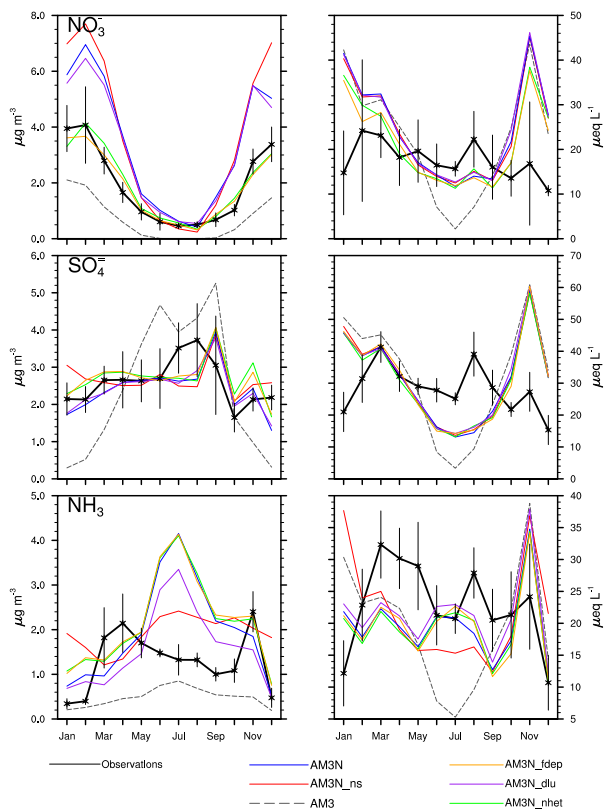 NO₃⁻
8.0
6.0
4.0
2.0
0.0
μg m⁻³
50
40
30
20
10
0
μeq L⁻¹
SO₄⁼
6.0
5.0
4.0
3.0
2.0
1.0
0.0
μg m⁻³
70
60
50
40
30
20
10
0
μeq L⁻¹
NH₃
5.0
4.0
3.0
2.0
1.0
0.0
μg m⁻³
40
35
30
25
20
15
10
5
μeq L⁻¹
Jan Mar May Jul Sep Nov
Jan Mar May Jul Sep Nov
Observations AM3N AM3N_fdep
AM3N_ns AM3N_dlu
AM3 AM3N_nhet